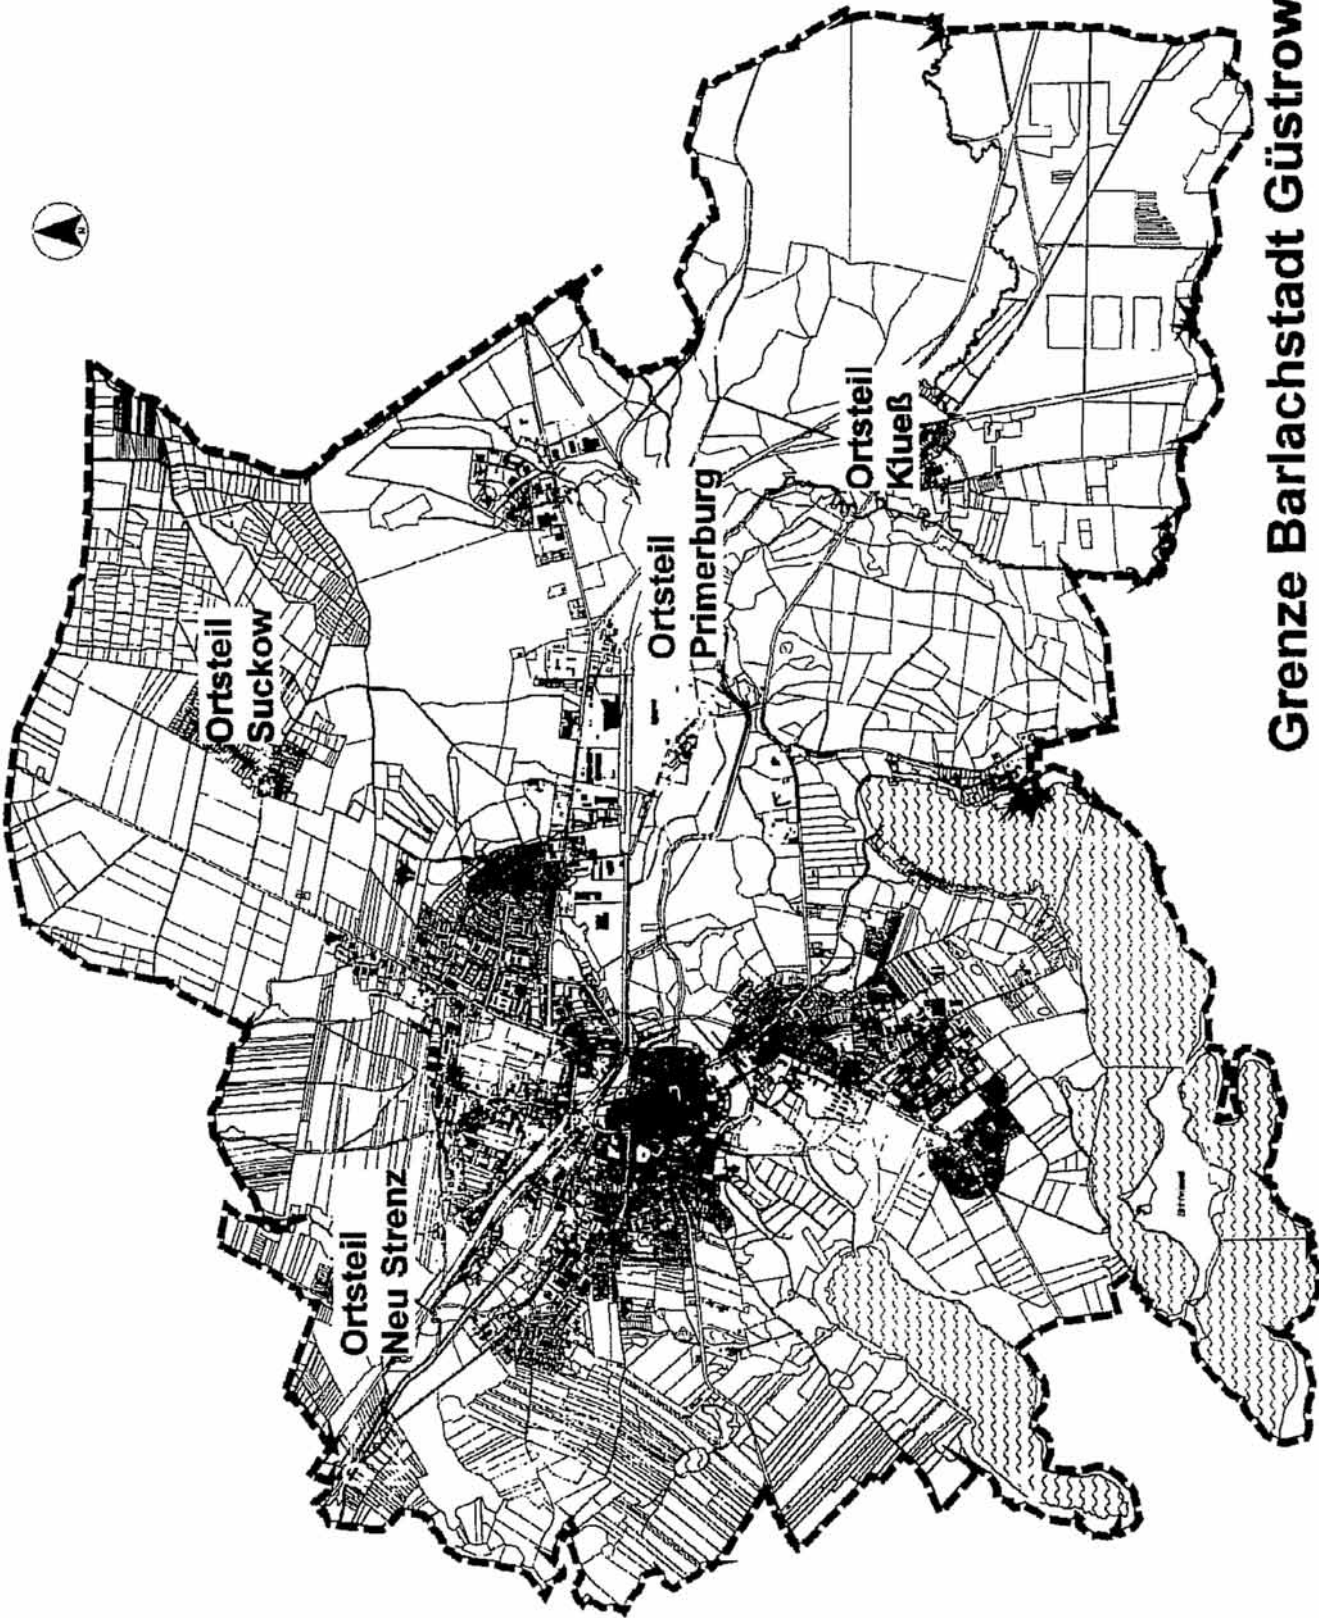 Ortsteil
Suckow
Ortsteil
Neu Strenz
Ortsteil
Primerburg
Ortsteil
Klueß
Grenze Barlachstadt Güstrow